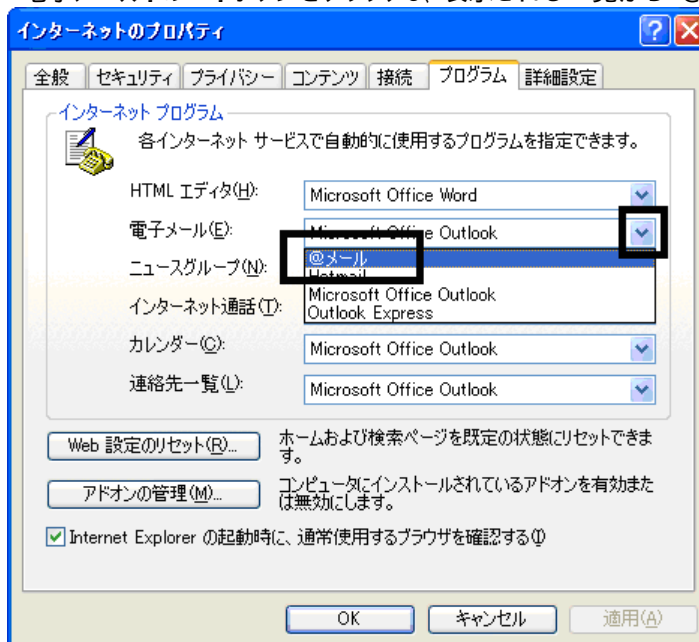 インターネットのプロパティ
全般 セキュリティ プライバシー コンテンツ 接続 プログラム 詳細設定
インターネット プログラム
各インターネット サービスで自動的に使用するプログラムを指定できます。
HTML エディタ(H): Microsoft Office Word
電子メール(E): Microsoft Office Outlook
@メール
ニュースグループ(N): Hotmail
Microsoft Office Outlook
インターネット通話(T): Outlook Express
カレンダー(C): Microsoft Office Outlook
連絡先一覧(L): Microsoft Office Outlook
Web 設定のリセット(R)... ホームおよび検索ページを既定の状態にリセットできま
す。
アドオンの管理(M)... コンピュータにインストールされているアドオンを有効また
は無効にします。
Internet Explorer の起動時に、通常使用するブラウザを確認する(I)
OK キャンセル 適用(A)